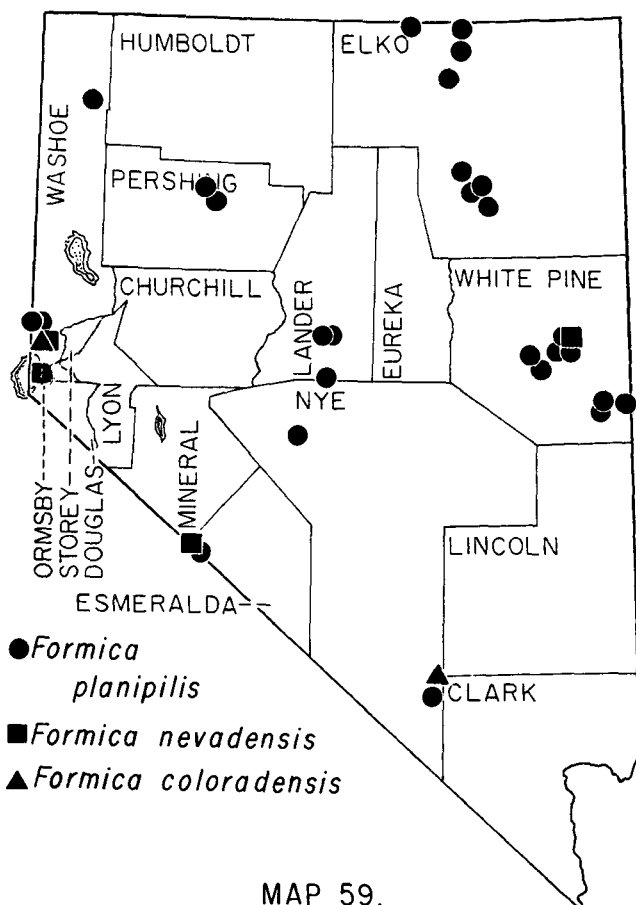 HUMBOLDT
ELKO
WASHOE
PERSHING
CHURCHILL
LANDER
EUREKA
WHITE PINE
NYE
LYON
MINERAL
ORMSBY
STOREY
DOUGLAS
LINCOLN
ESMERALDA
CLARK
Formica
planipilis
Formica nevadensis
Formica coloradensis
MAP 59.